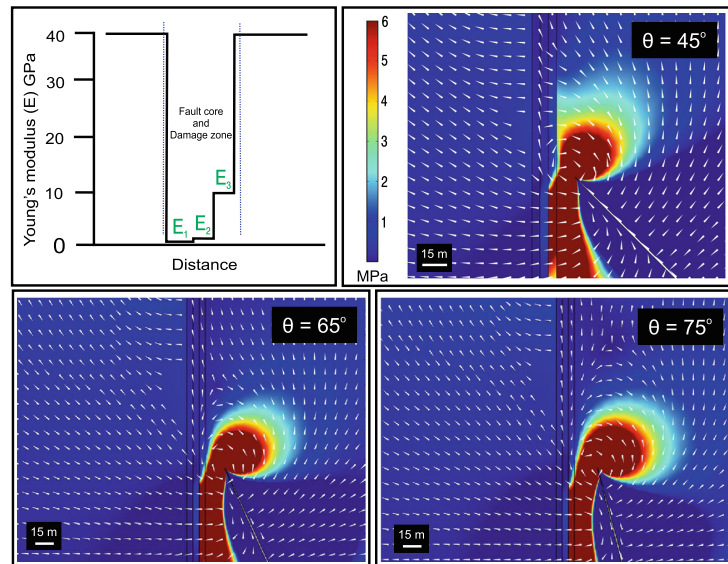 Young's modulus (E) GPa
40
30
20
10
0
Fault core
and
Damage zone
E1
E2
E3
Distance
6
5
4
3
2
1
MPa
θ = 45°
15 m
θ = 65°
15 m
θ = 75°
15 m